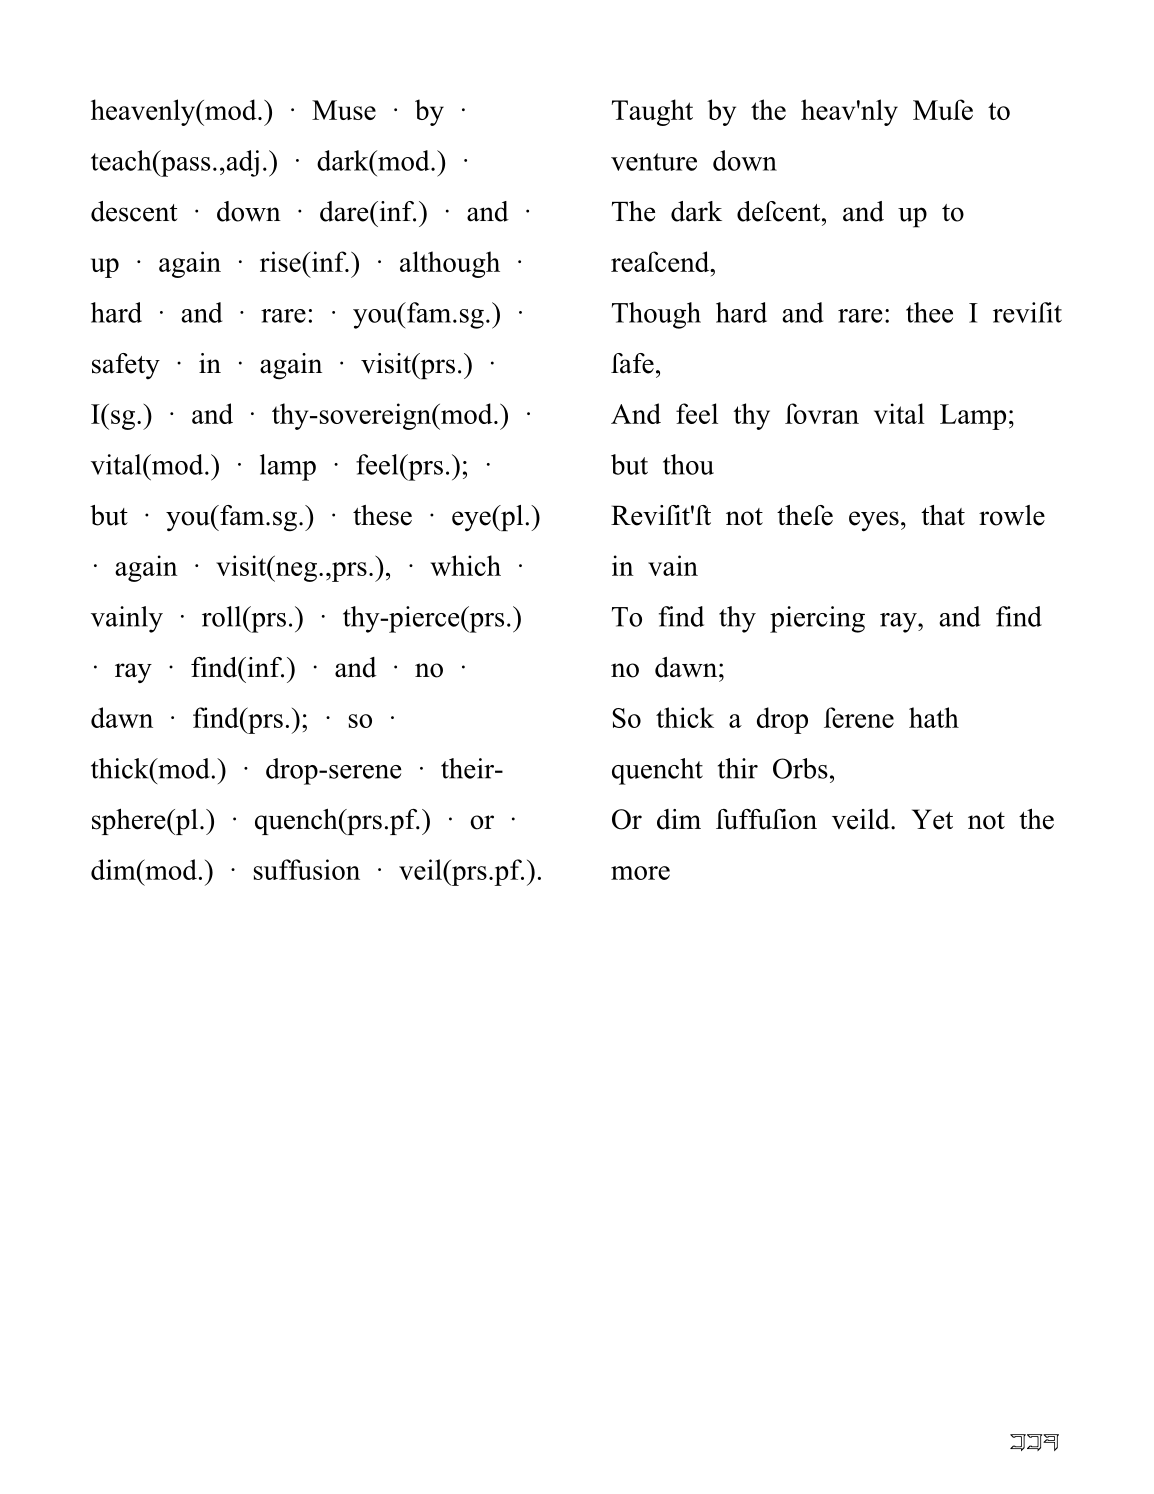 heavenly(mod.) · Muse · by ·
teach(pass.,adj.) · dark(mod.) ·
descent · down · dare(inf.) · and ·
up · again · rise(inf.) · although ·
hard · and · rare: · you(fam.sg.) ·
safety · in · again · visit(prs.) ·
I(sg.) · and · thy-sovereign(mod.) ·
vital(mod.) · lamp · feel(prs.); ·
but · you(fam.sg.) · these · eye(pl.)
· again · visit(neg.,prs.), · which ·
vainly · roll(prs.) · thy-pierce(prs.)
· ray · find(inf.) · and · no ·
dawn · find(prs.); · so ·
thick(mod.) · drop-serene · their-
sphere(pl.) · quench(prs.pf.) · or ·
dim(mod.) · suffusion · veil(prs.pf.).
Taught by the heav'nly Muſe to
venture down
The dark deſcent, and up to
reaſcend,
Though hard and rare: thee I reviſit
ſafe,
And feel thy ſovran vital Lamp;
but thou
Reviſit'ſt not theſe eyes, that rowle
in vain
To find thy piercing ray, and find
no dawn;
So thick a drop ſerene hath
quencht thir Orbs,
Or dim ſuffuſion veild. Yet not the
more